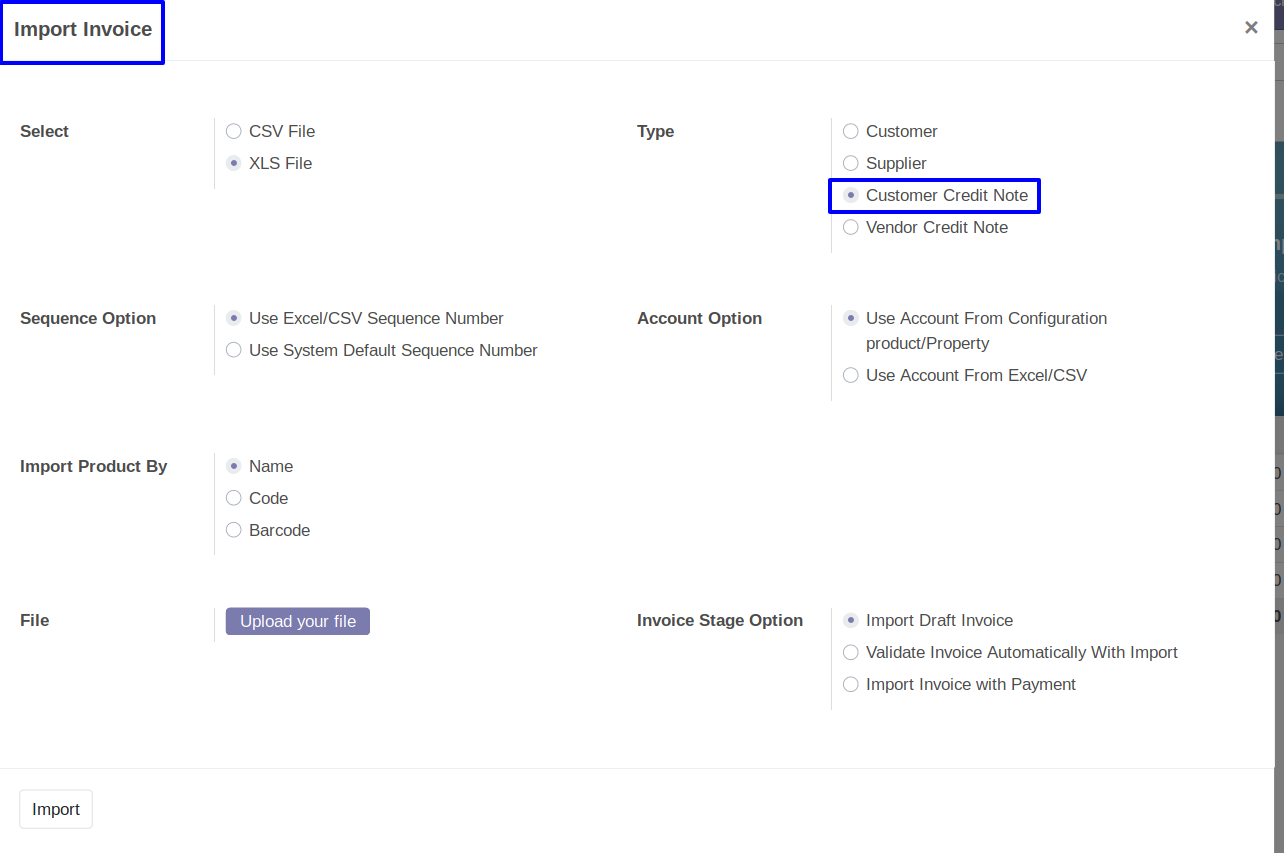 Import Invoice
×
Select
CSV File
XLS File
Type
Customer
Supplier
Customer Credit Note
Vendor Credit Note
Sequence Option
Use Excel/CSV Sequence Number
Use System Default Sequence Number
Account Option
Use Account From Configuration
product/Property
Use Account From Excel/CSV
Import Product By
Name
Code
Barcode
File
Upload your file
Invoice Stage Option
Import Draft Invoice
Validate Invoice Automatically With Import
Import Invoice with Payment
Import